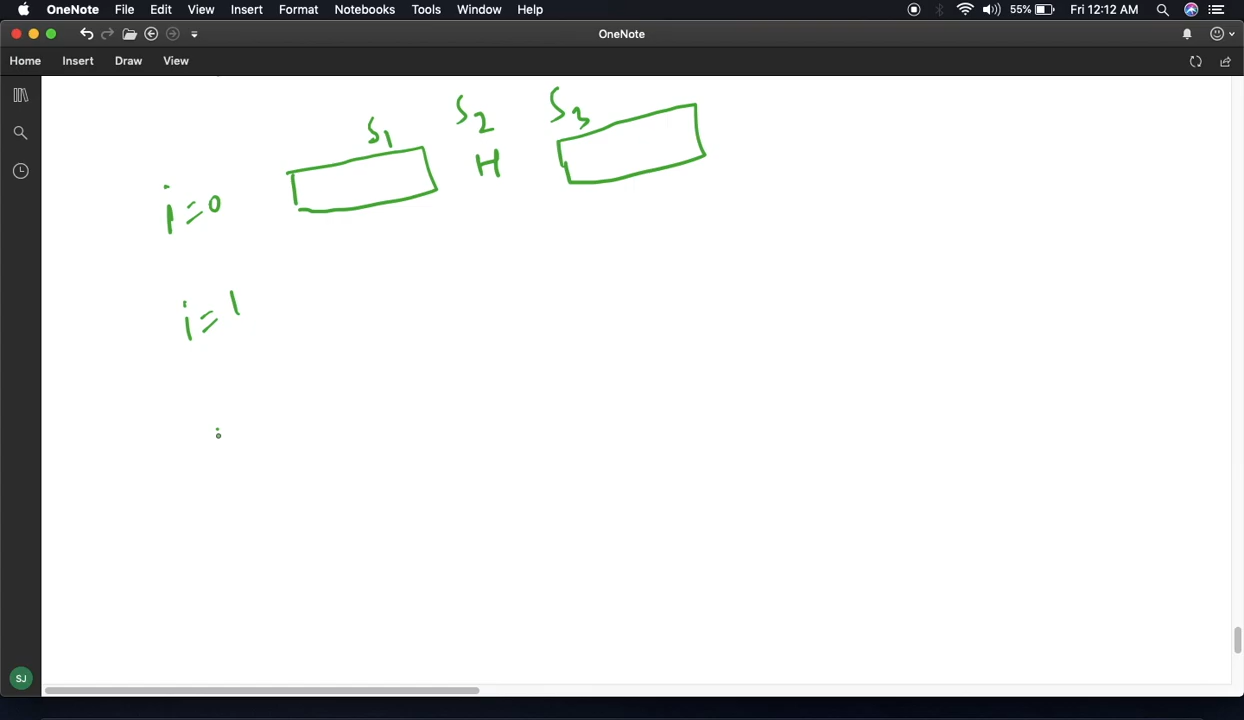 OneNote File Edit View Insert Format Notebooks Tools Window Help 55% Fri 12:12 AM
OneNote
Home Insert Draw View
S1 S2 S3
H
i=0
i=1
SJ